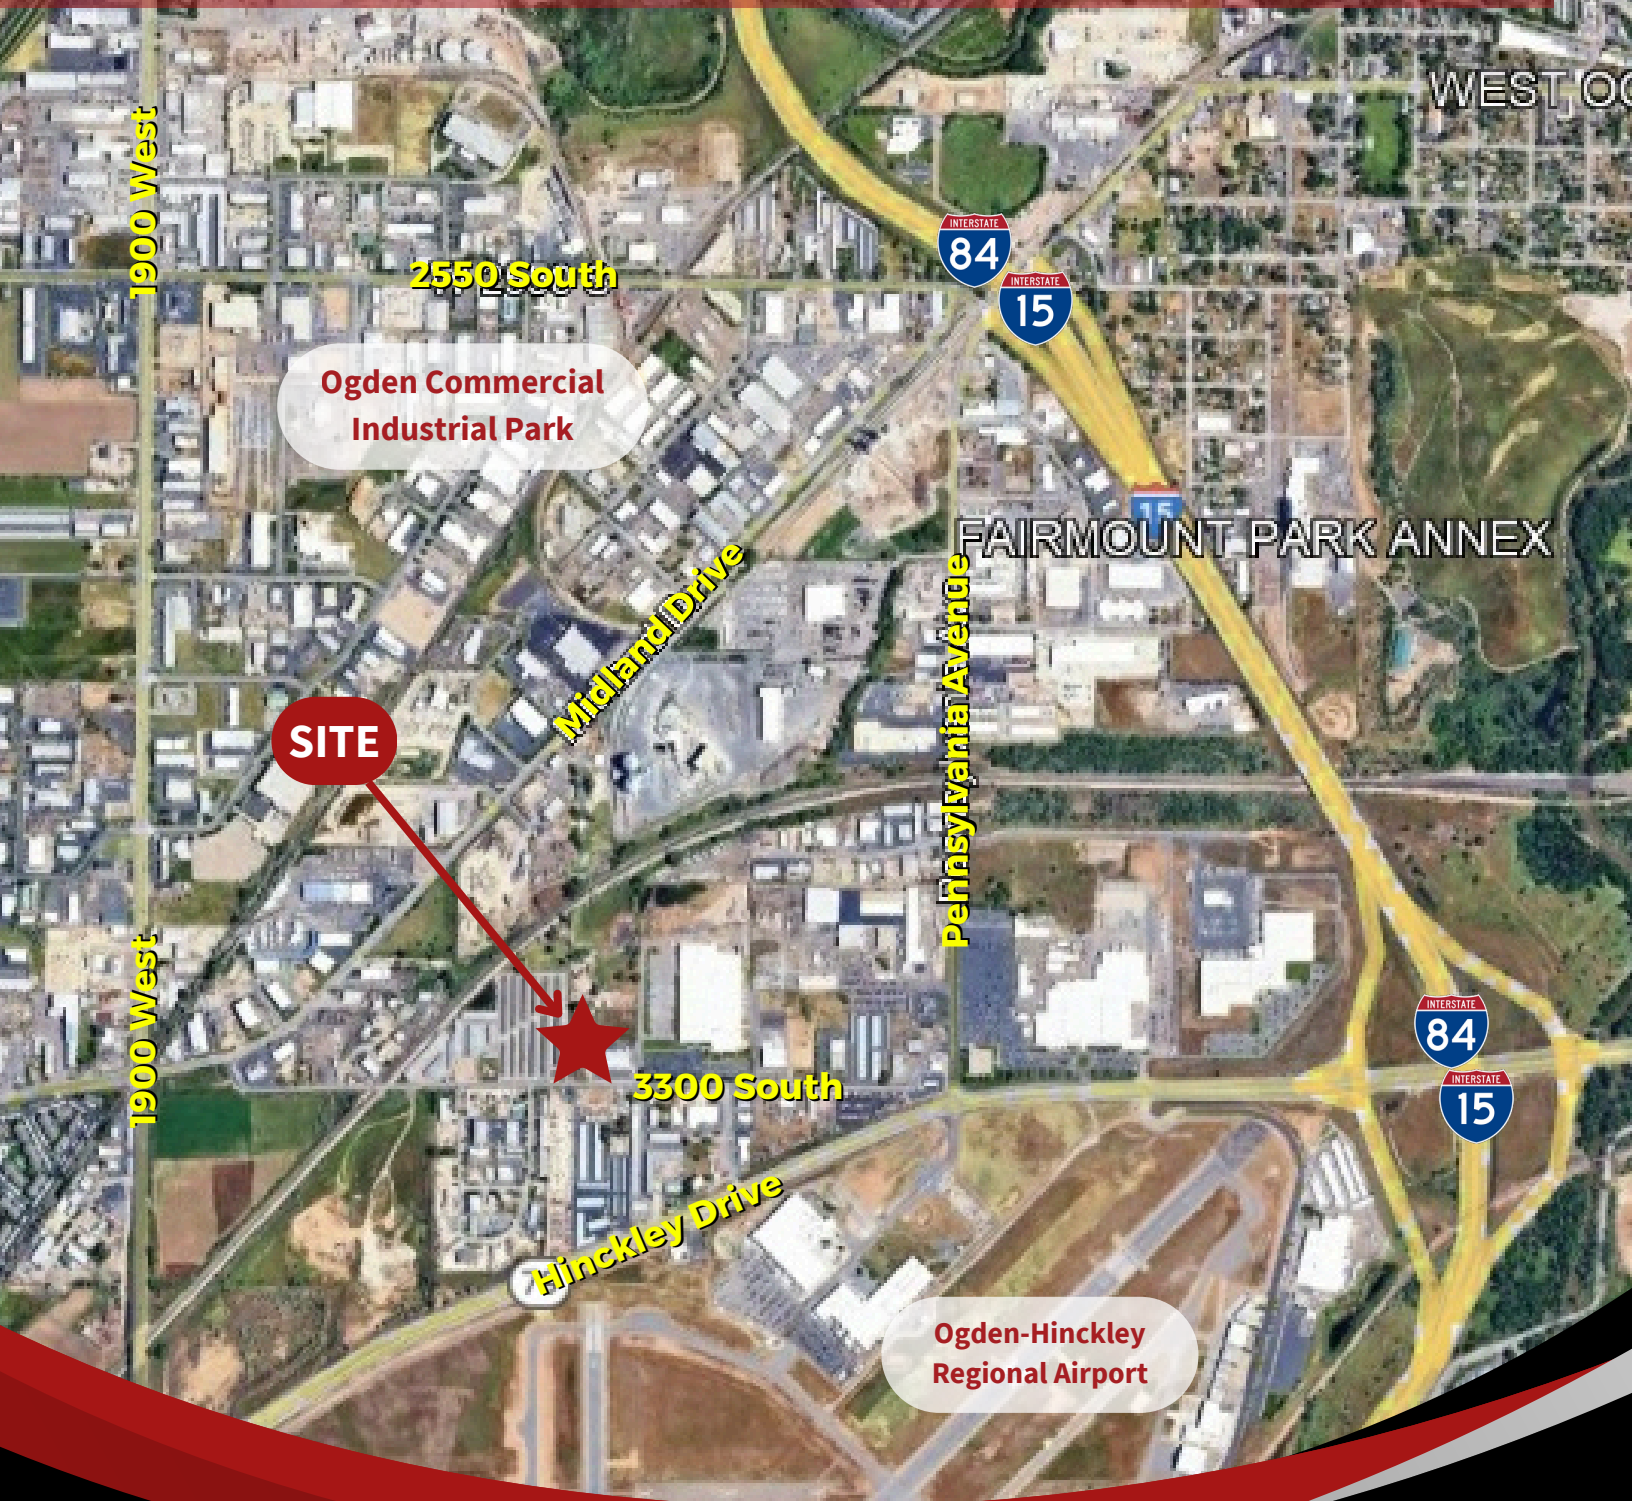 WEST OG
1900 West
INTERSTATE
84
2550 South
INTERSTATE
15
Ogden Commercial
Industrial Park
15
FAIRMOUNT PARK ANNEX
Midland Drive
Pennsylvania Avenue
SITE
1900 West
INTERSTATE
84
3300 South
INTERSTATE
15
Hinckley Drive
Ogden-Hinckley
Regional Airport